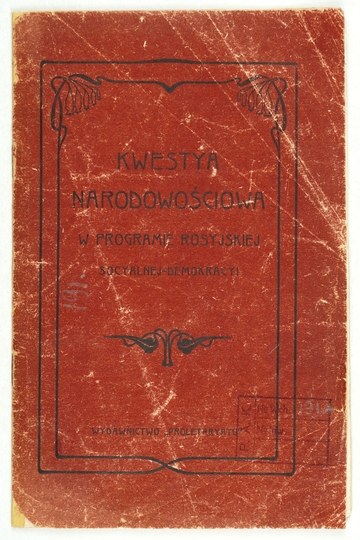 KWESTYA
NARODOWOŚCIOWA
W PROGRAMIE ROSYJSKIEJ
SOCYALNEJ-DEMOKRACYI
WYDAWNICTWO „PROLETARYATU"